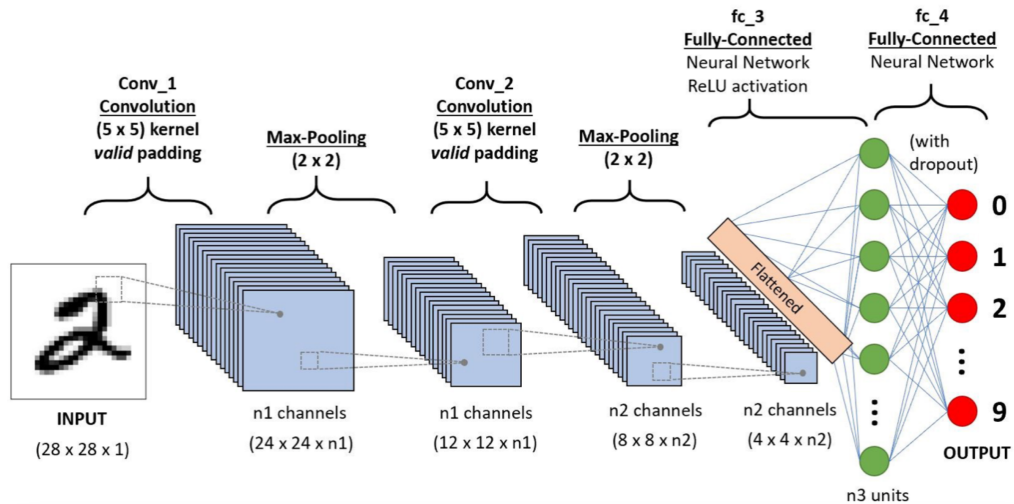 Conv_1
Convolution
(5 x 5) kernel
valid padding
Max-Pooling
(2 x 2)
Conv_2
Convolution
(5 x 5) kernel
valid padding
Max-Pooling
(2 x 2)
fc_3
Fully-Connected
Neural Network
ReLU activation
fc_4
Fully-Connected
Neural Network
(with
dropout)
Flattened
0
1
2
9
2
INPUT
(28 x 28 x 1)
n1 channels
(24 x 24 x n1)
n1 channels
(12 x 12 x n1)
n2 channels
(8 x 8 x n2)
n2 channels
(4 x 4 x n2)
n3 units
OUTPUT